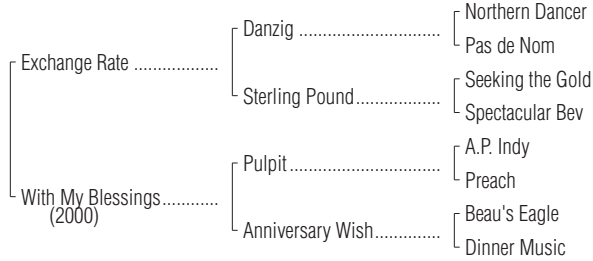 Northern Dancer
Danzig ..............................
Pas de Nom
Exchange Rate ..................
Seeking the Gold
Sterling Pound..................
Spectacular Bev
A.P. Indy
Pulpit................................
Preach
With My Blessings............
(2000)
Beau's Eagle
Anniversary Wish..............
Dinner Music